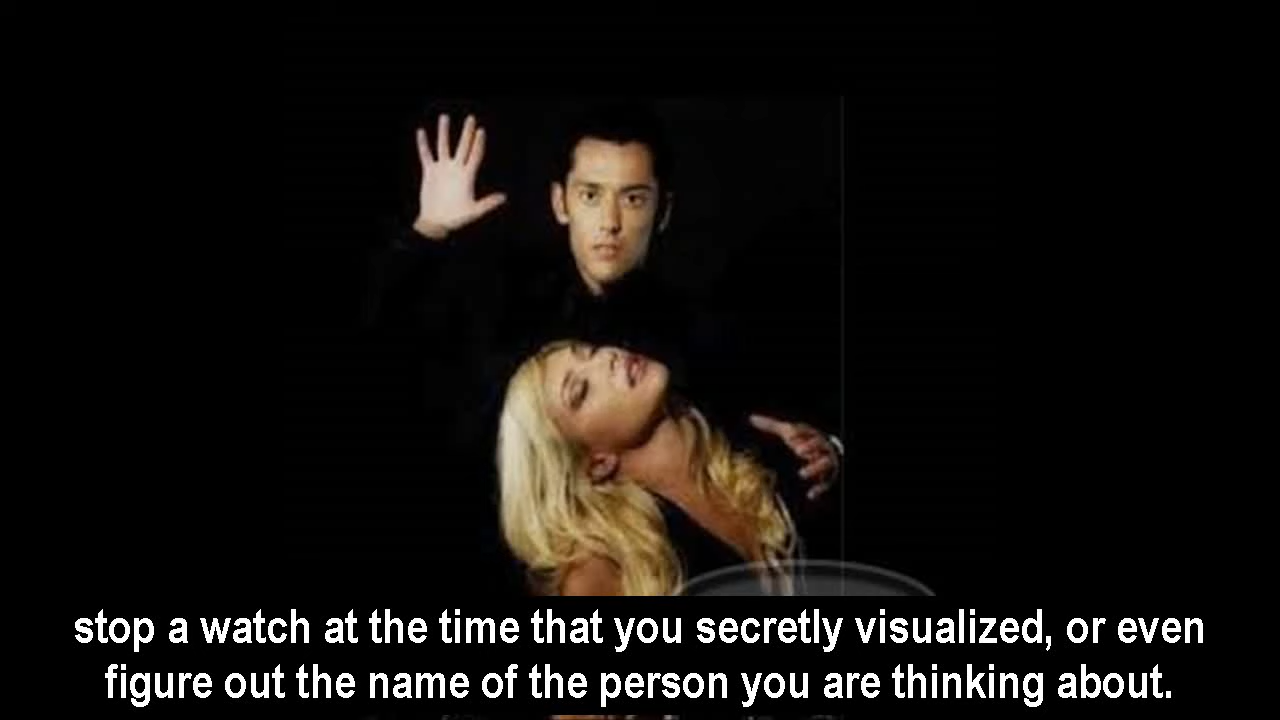 stop a watch at the time that you secretly visualized, or even
figure out the name of the person you are thinking about.